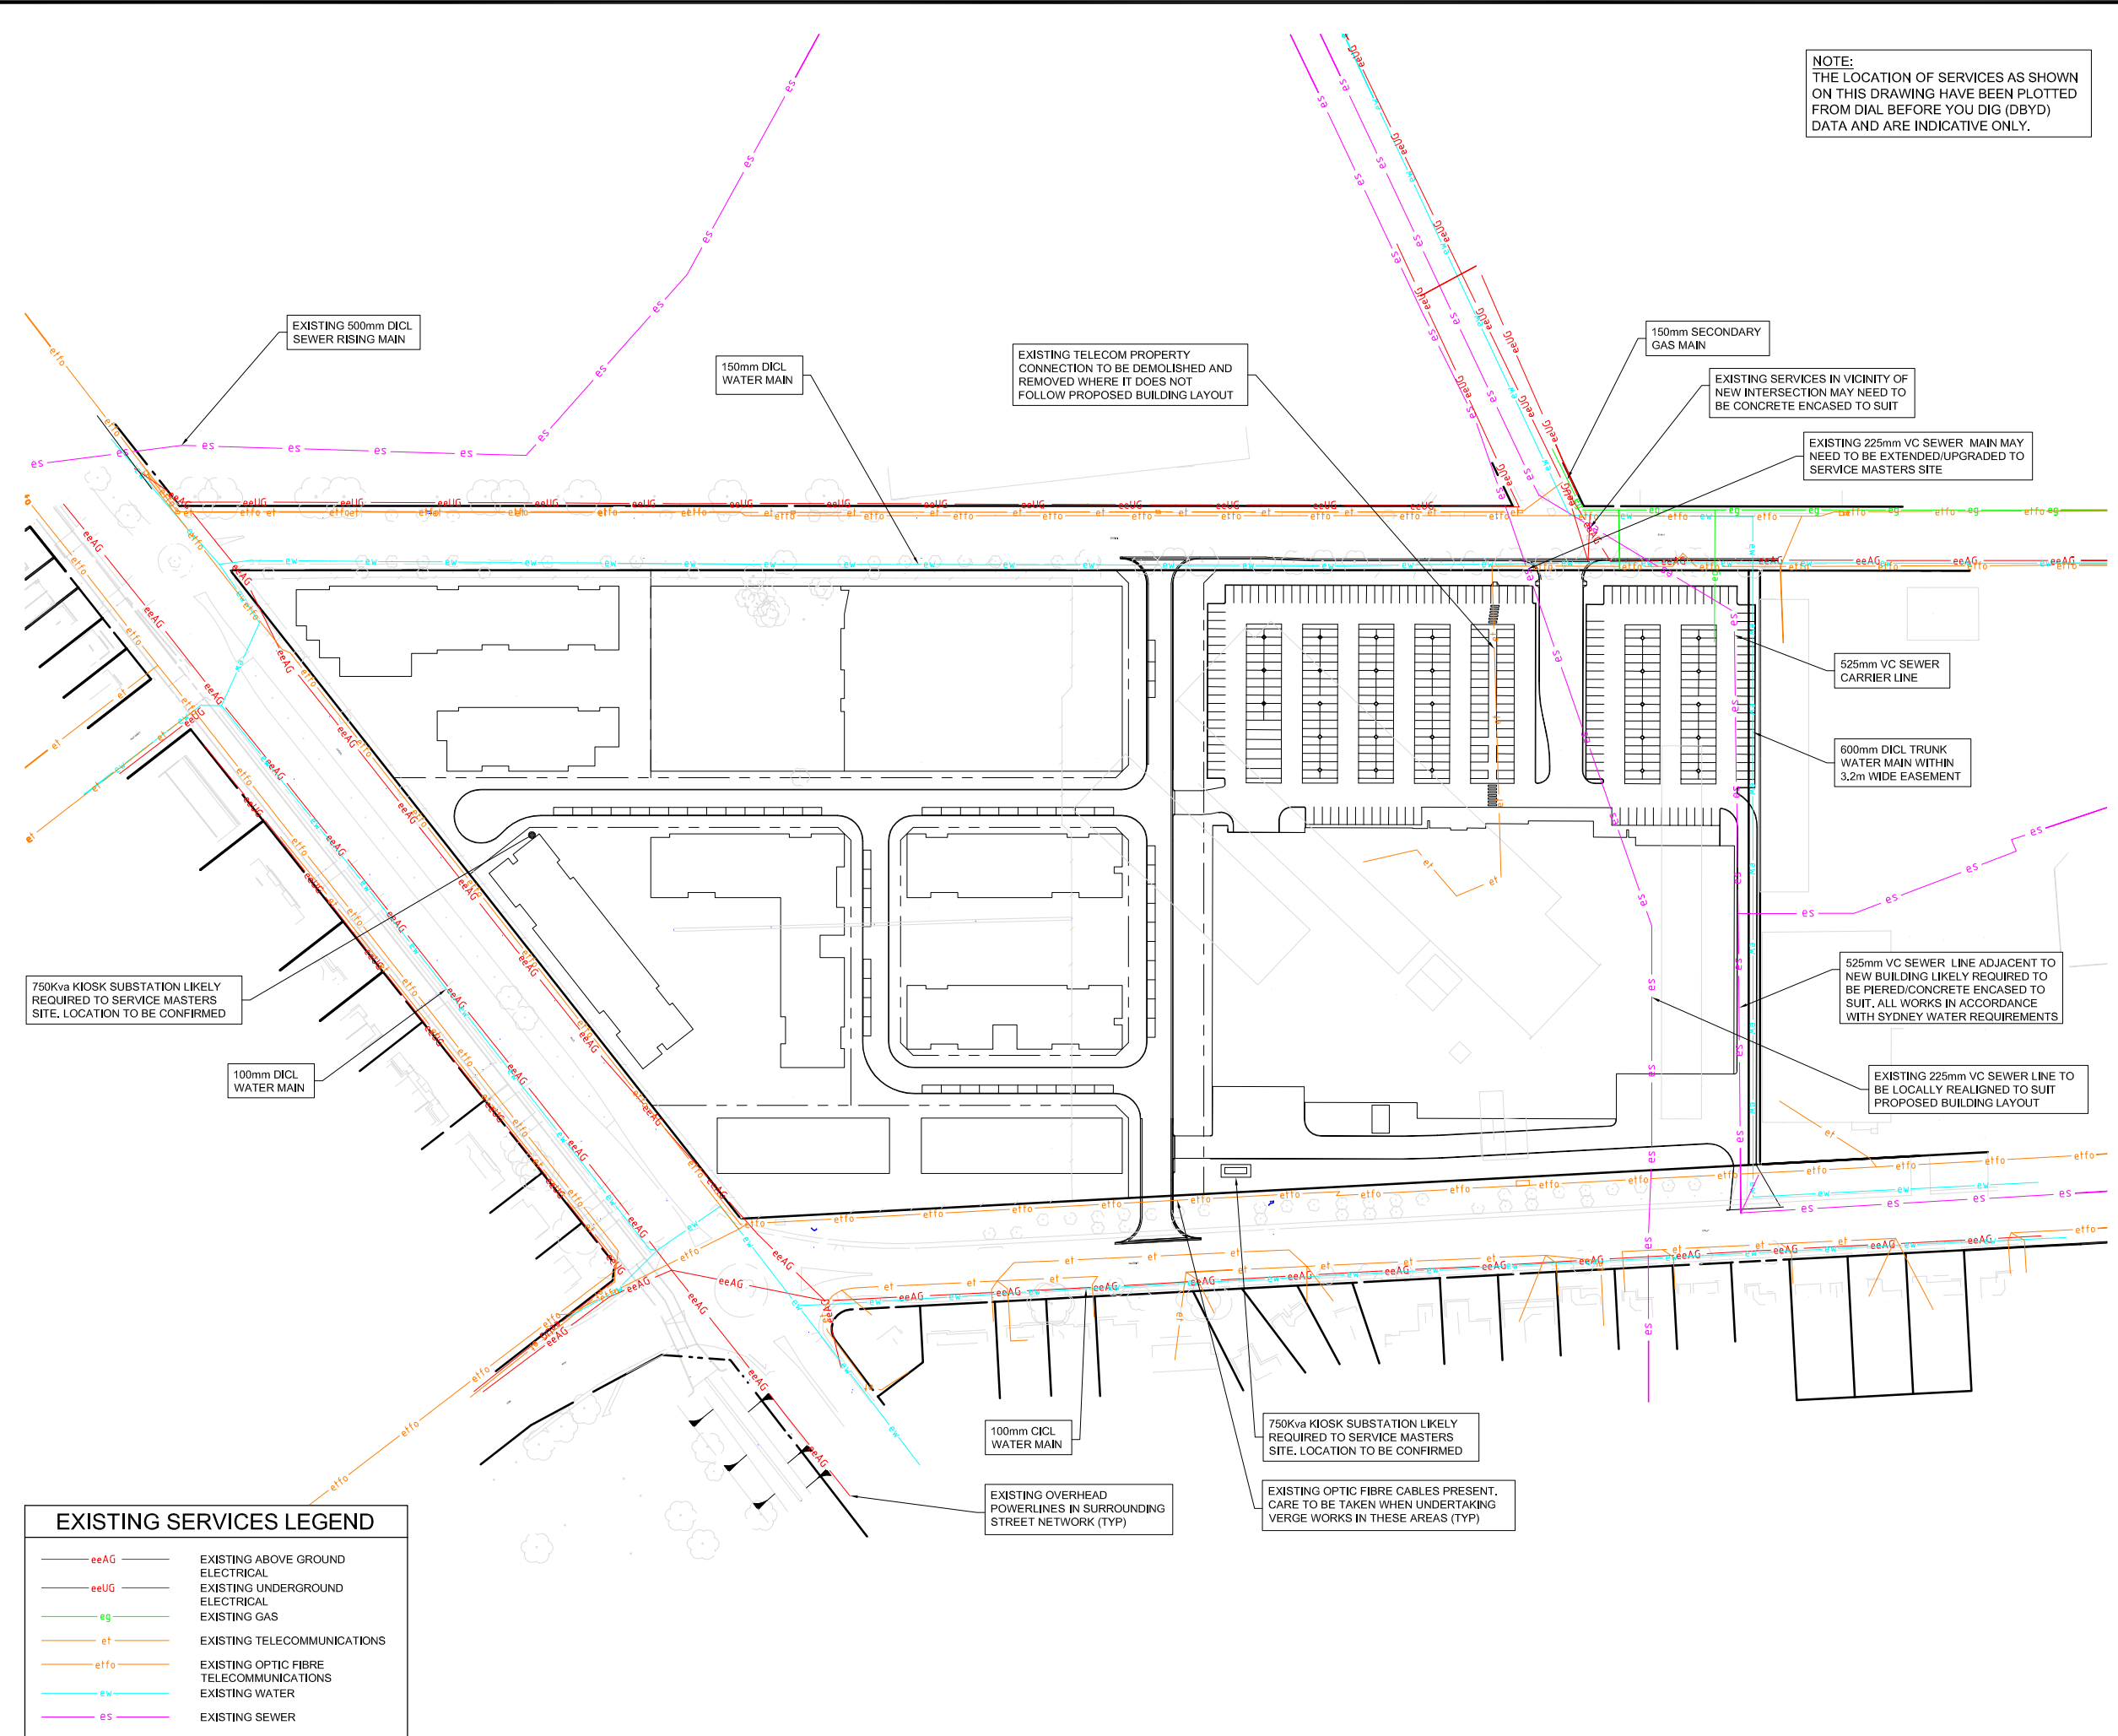 NOTE:
THE LOCATION OF SERVICES AS SHOWN
ON THIS DRAWING HAVE BEEN PLOTTED
FROM DIAL BEFORE YOU DIG (DBYD)
DATA AND ARE INDICATIVE ONLY.
EXISTING 500mm DICL
SEWER RISING MAIN
150mm DICL
WATER MAIN
EXISTING TELECOM PROPERTY
CONNECTION TO BE DEMOLISHED AND
REMOVED WHERE IT DOES NOT
FOLLOW PROPOSED BUILDING LAYOUT
150mm SECONDARY
GAS MAIN
EXISTING SERVICES IN VICINITY OF
NEW INTERSECTION MAY NEED TO
BE CONCRETE ENCASED TO SUIT
EXISTING 225mm VC SEWER MAIN MAY
NEED TO BE EXTENDED/UPGRADED TO
SERVICE MASTERS SITE
525mm VC SEWER
CARRIER LINE
600mm DICL TRUNK
WATER MAIN WITHIN
3.2m WIDE EASEMENT
750Kva KIOSK SUBSTATION LIKELY
REQUIRED TO SERVICE MASTERS
SITE. LOCATION TO BE CONFIRMED
525mm VC SEWER LINE ADJACENT TO
NEW BUILDING LIKELY REQUIRED TO
BE PIERED/CONCRETE ENCASED TO
SUIT. ALL WORKS IN ACCORDANCE
WITH SYDNEY WATER REQUIREMENTS
100mm DICL
WATER MAIN
EXISTING 225mm VC SEWER LINE TO
BE LOCALLY REALIGNED TO SUIT
PROPOSED BUILDING LAYOUT
100mm CICL
WATER MAIN
750Kva KIOSK SUBSTATION LIKELY
REQUIRED TO SERVICE MASTERS
SITE. LOCATION TO BE CONFIRMED
EXISTING OVERHEAD
POWERLINES IN SURROUNDING
STREET NETWORK (TYP)
EXISTING OPTIC FIBRE CABLES PRESENT.
CARE TO BE TAKEN WHEN UNDERTAKING
VERGE WORKS IN THESE AREAS (TYP)
EXISTING SERVICES LEGEND
eeAG EXISTING ABOVE GROUND
ELECTRICAL
eeUG EXISTING UNDERGROUND
ELECTRICAL
eg EXISTING GAS
et EXISTING TELECOMMUNICATIONS
etfo EXISTING OPTIC FIBRE
TELECOMMUNICATIONS
ew EXISTING WATER
es EXISTING SEWER